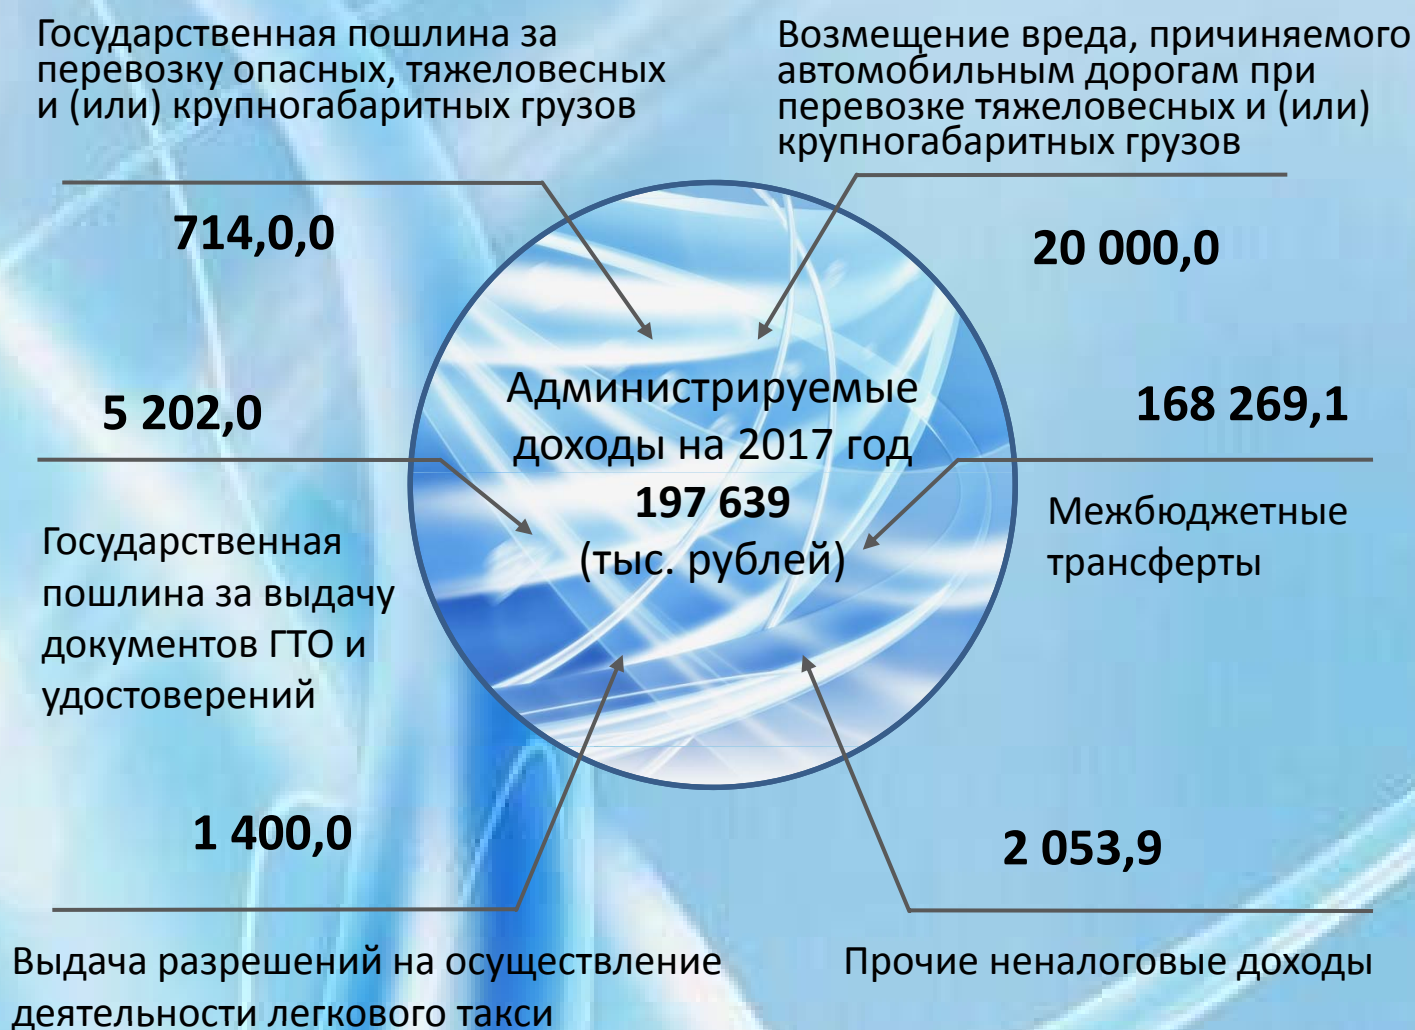 Государственная пошлина за
перевозку опасных, тяжеловесных
и (или) крупногабаритных грузов
714,0,0
Возмещение вреда, причиняемого
автомобильным дорогам при
перевозке тяжеловесных и (или)
крупногабаритных грузов
20 000,0
5 202,0
Государственная
пошлина за выдачу
документов ГТО и
удостоверений
Администрируемые
доходы на 2017 год
197 639
(тыс. рублей)
168 269,1
Межбюджетные
трансферты
1 400,0
Выдача разрешений на осуществление
деятельности легкового такси
2 053,9
Прочие неналоговые доходы